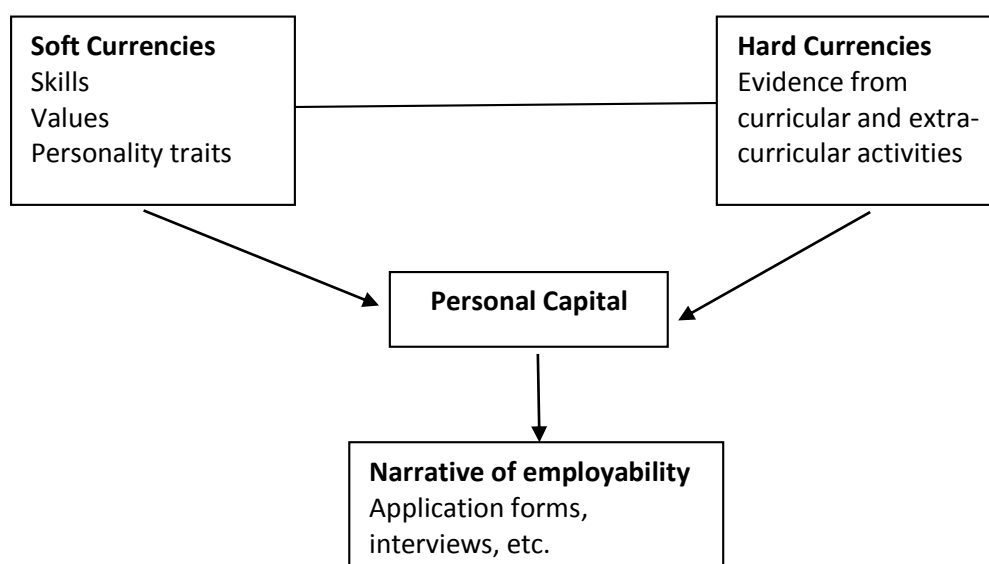 Soft Currencies
Skills
Values
Personality traits
Hard Currencies
Evidence from
curricular and extra-
curricular activities
Personal Capital
Narrative of employability
Application forms,
interviews, etc.